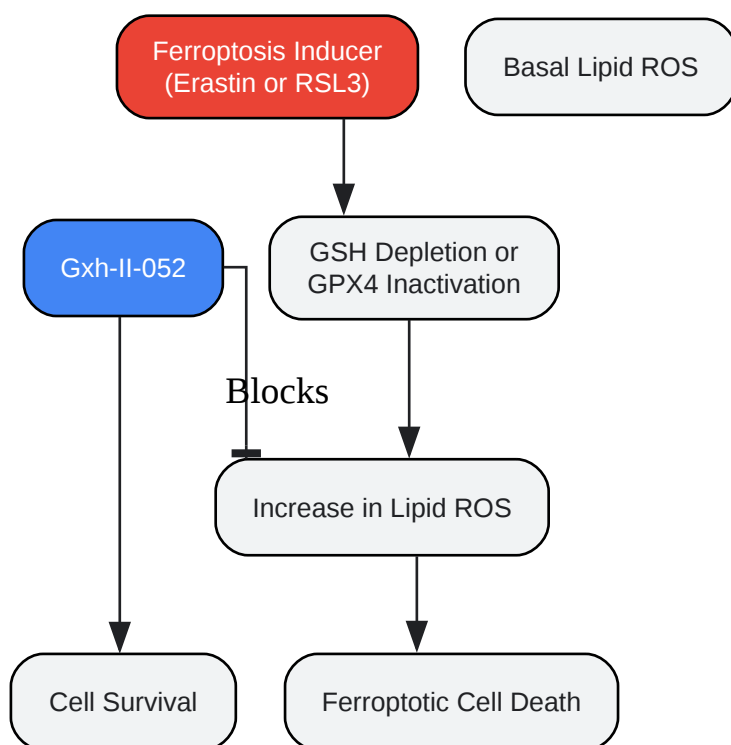 Ferroptosis Inducer
(Erastin or RSL3)
Basal Lipid ROS
Gxh-II-052
GSH Depletion or
GPX4 Inactivation
Blocks
Increase in Lipid ROS
Cell Survival
Ferroptotic Cell Death